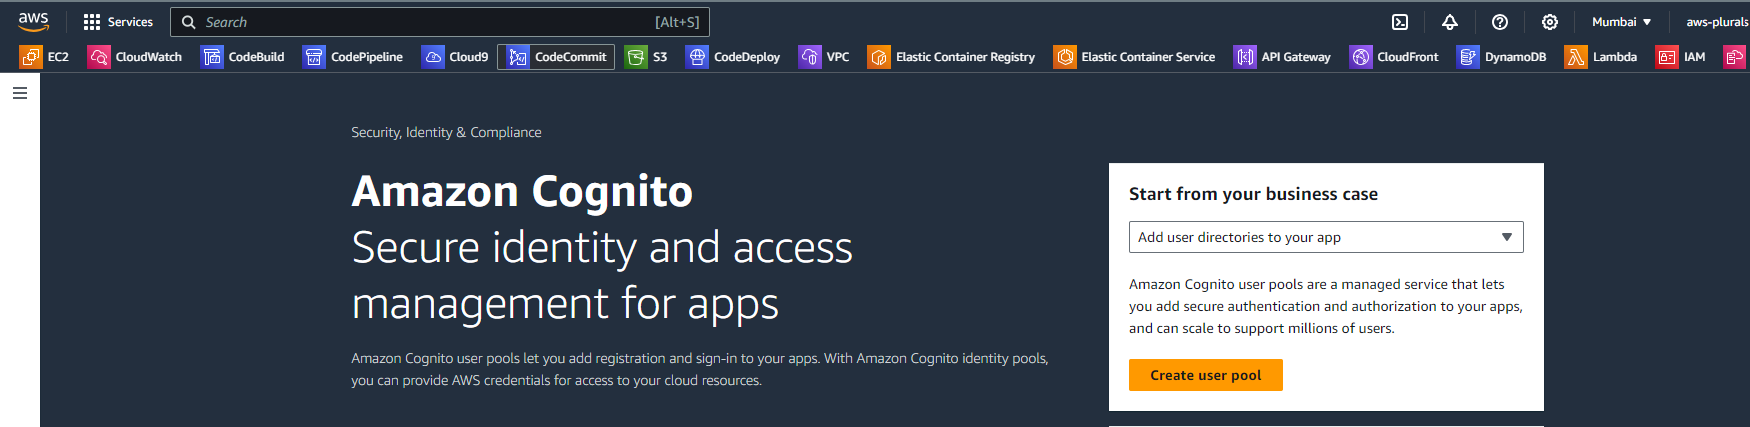 aws Services Search [Alt+S] Mumbai aws-plurals
EC2 CloudWatch CodeBuild CodePipeline Cloud9 CodeCommit S3 CodeDeploy VPC Elastic Container Registry Elastic Container Service API Gateway CloudFront DynamoDB Lambda IAM
Security, Identity & Compliance
Amazon Cognito
Secure identity and access
management for apps
Amazon Cognito user pools let you add registration and sign-in to your apps. With Amazon Cognito identity pools,
you can provide AWS credentials for access to your cloud resources.
Start from your business case
Add user directories to your app
Amazon Cognito user pools are a managed service that lets
you add secure authentication and authorization to your apps,
and can scale to support millions of users.
Create user pool